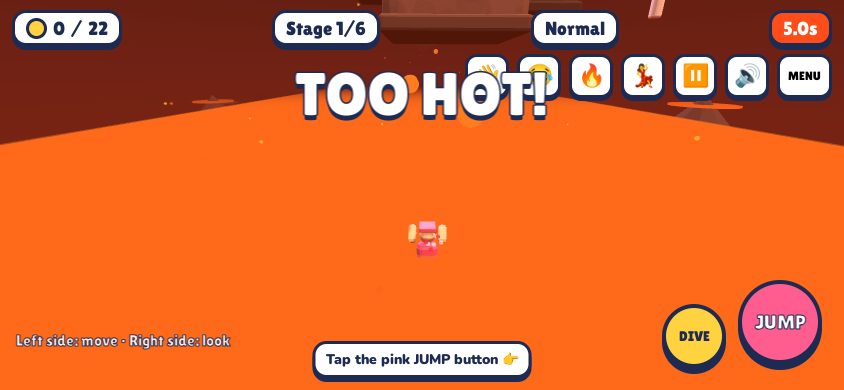 0 / 22
Stage 1/6
Normal
5.0s
MENU
TOO HOT!
Left side: move · Right side: look
DIVE
JUMP
Tap the pink JUMP button 👉